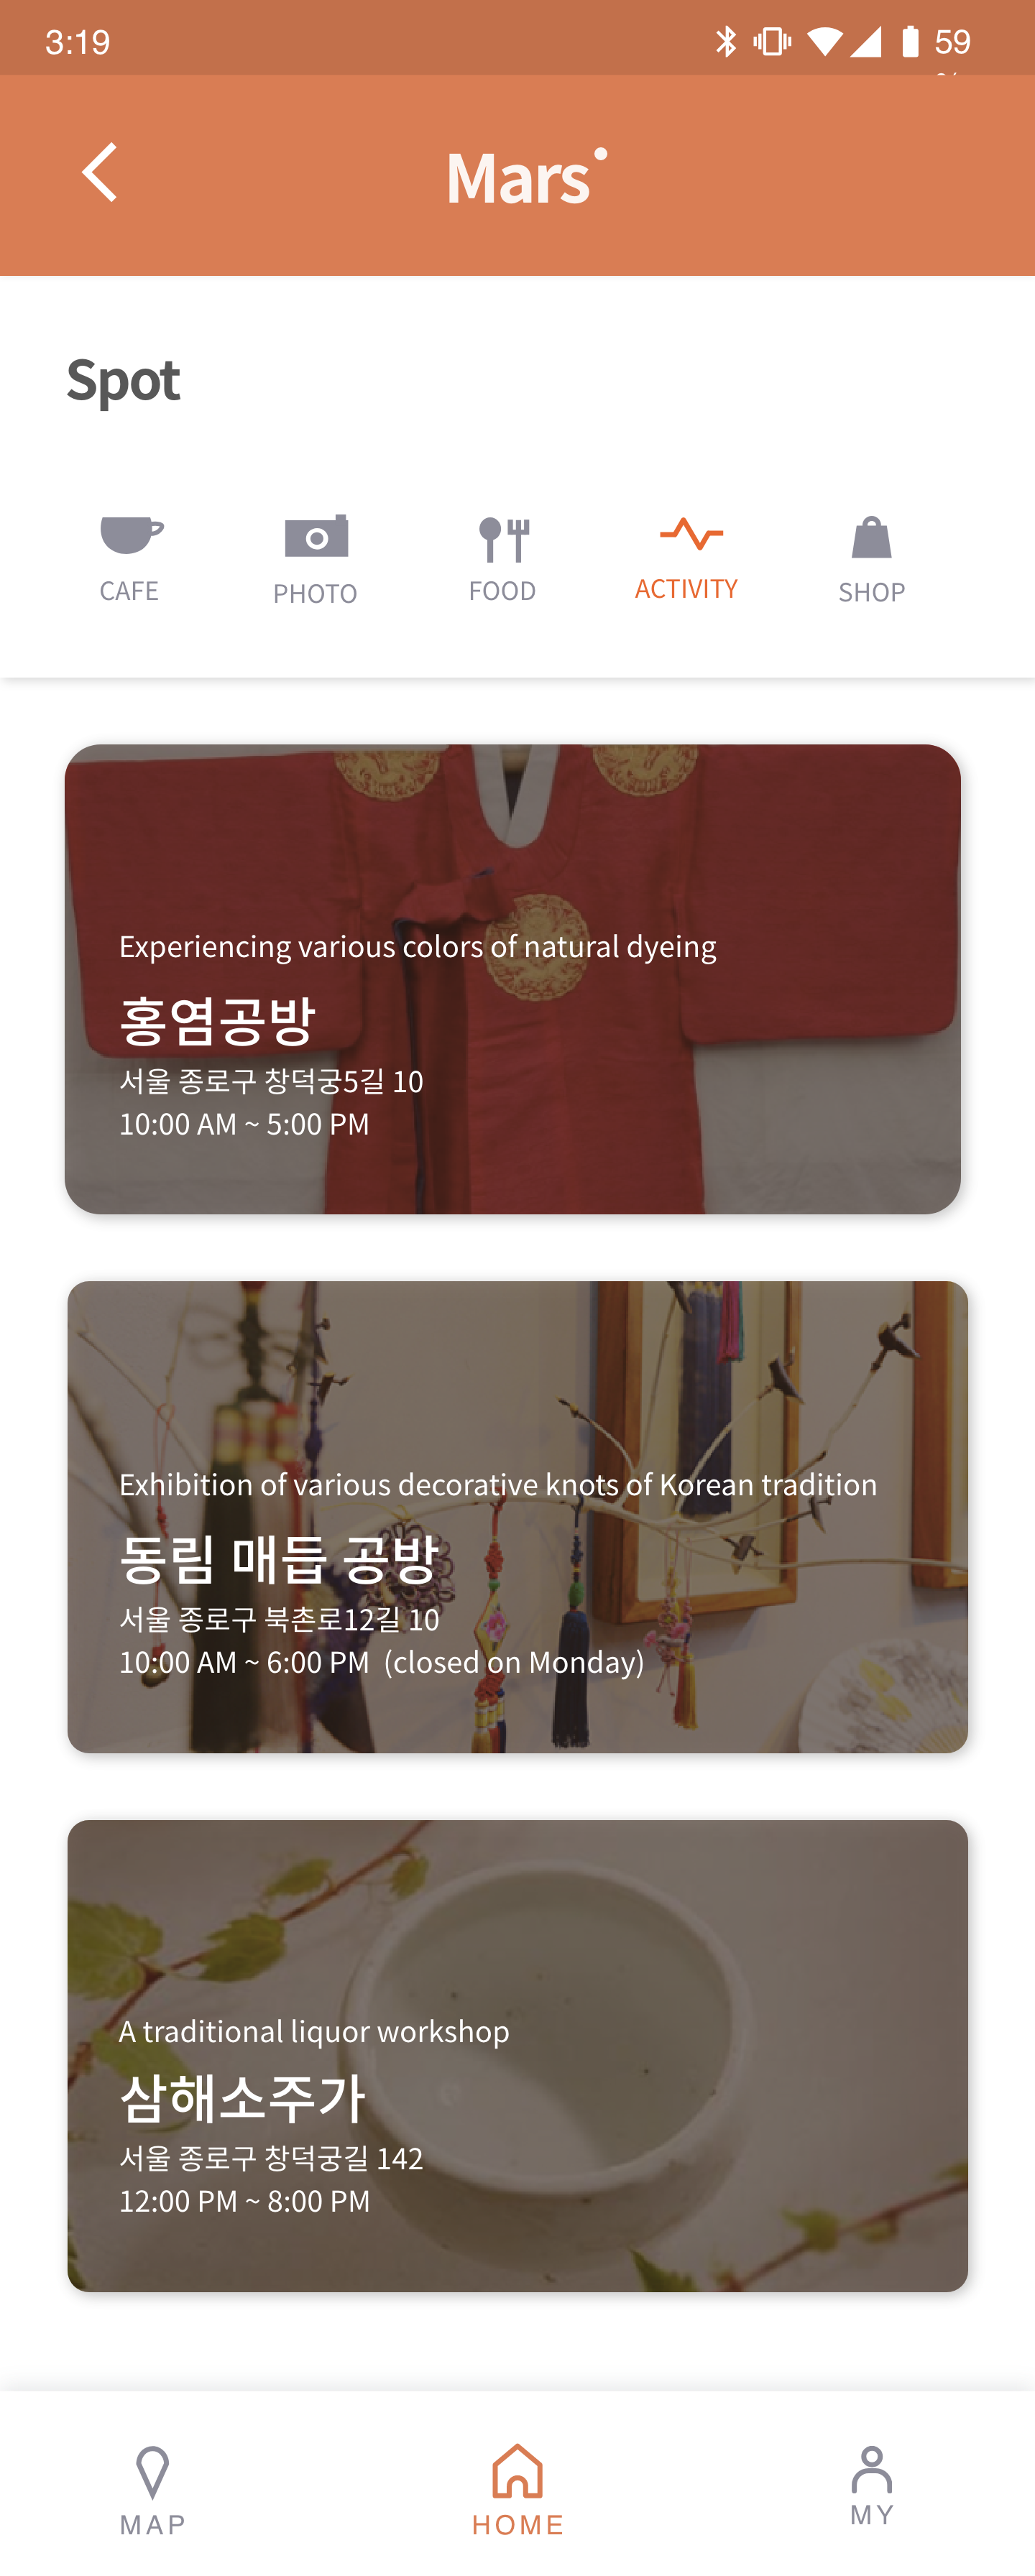 3:19
59
Mars
Spot
CAFE
PHOTO
FOOD
ACTIVITY
SHOP
Experiencing various colors of natural dyeing
홍염공방
서울 종로구 창덕궁5길 10
10:00 AM ~ 5:00 PM
Exhibition of various decorative knots of Korean tradition
동림 매듭 공방
서울 종로구 북촌로12길 10
10:00 AM ~ 6:00 PM (closed on Monday)
A traditional liquor workshop
삼해소주가
서울 종로구 창덕궁길 142
12:00 PM ~ 8:00 PM
MAP
HOME
MY